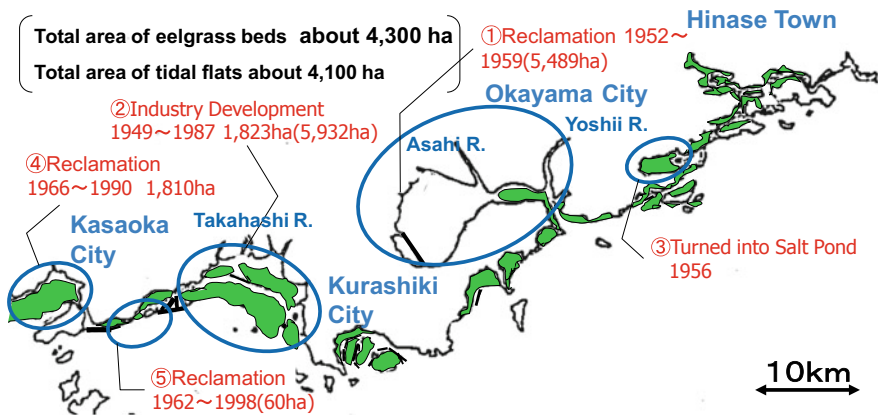 Total area of eelgrass beds about 4,300 ha
Total area of tidal flats about 4,100 ha
①Reclamation 1952～
1959(5,489ha)
Hinase Town
②Industry Development
1949～1987 1,823ha(5,932ha)
Okayama City
Asahi R.
Yoshii R.
④Reclamation
1966～1990 1,810ha
Kasaoka
City
Takahashi R.
③Turned into Salt Pond
1956
Kurashiki
City
⑤Reclamation
1962～1998(60ha)
10km